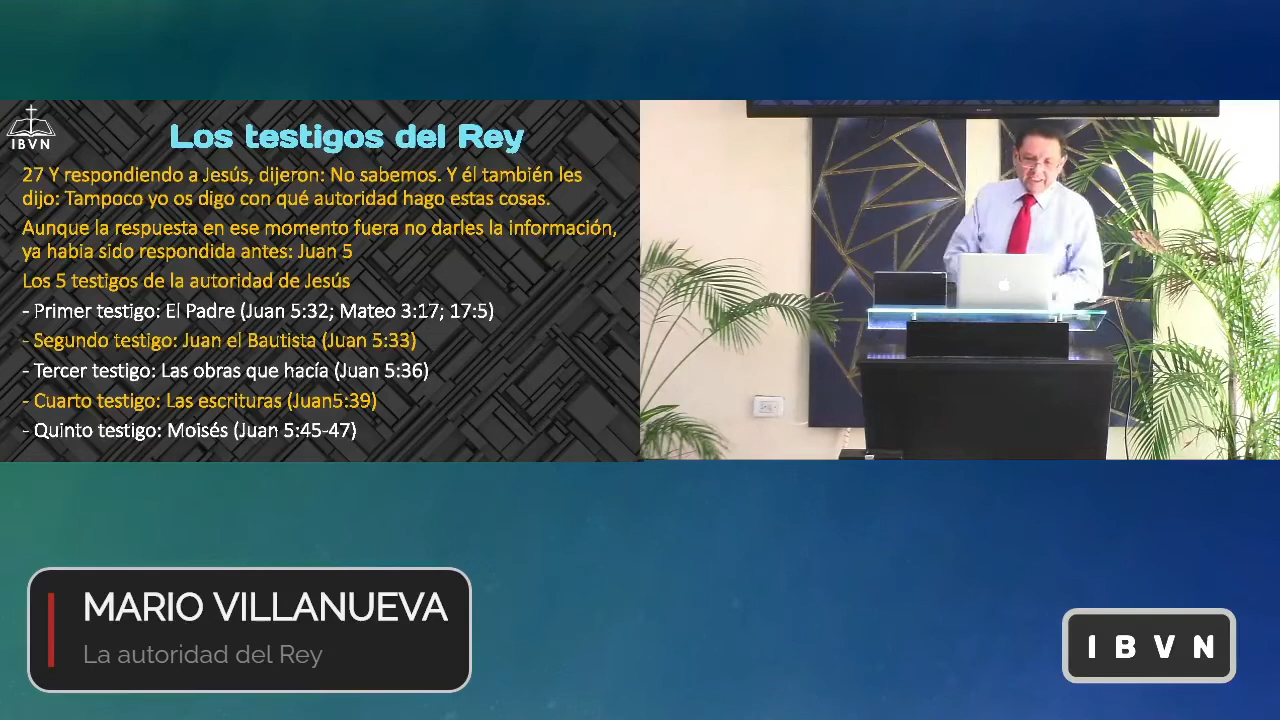 IBVN
Los testigos del Rey
27 Y respondiendo a Jesús, dijeron: No sabemos. Y él también les
dijo: Tampoco yo os digo con qué autoridad hago estas cosas.
Aunque la respuesta en ese momento fuera no darles la información,
ya habia sido respondida antes: Juan 5
Los 5 testigos de la autoridad de Jesús
- Primer testigo: El Padre (Juan 5:32; Mateo 3:17; 17:5)
- Segundo testigo: Juan el Bautista (Juan 5:33)
- Tercer testigo: Las obras que hacía (Juan 5:36)
- Cuarto testigo: Las escrituras (Juan5:39)
- Quinto testigo: Moisés (Juan 5:45-47)
MARIO VILLANUEVA
La autoridad del Rey
IBVN